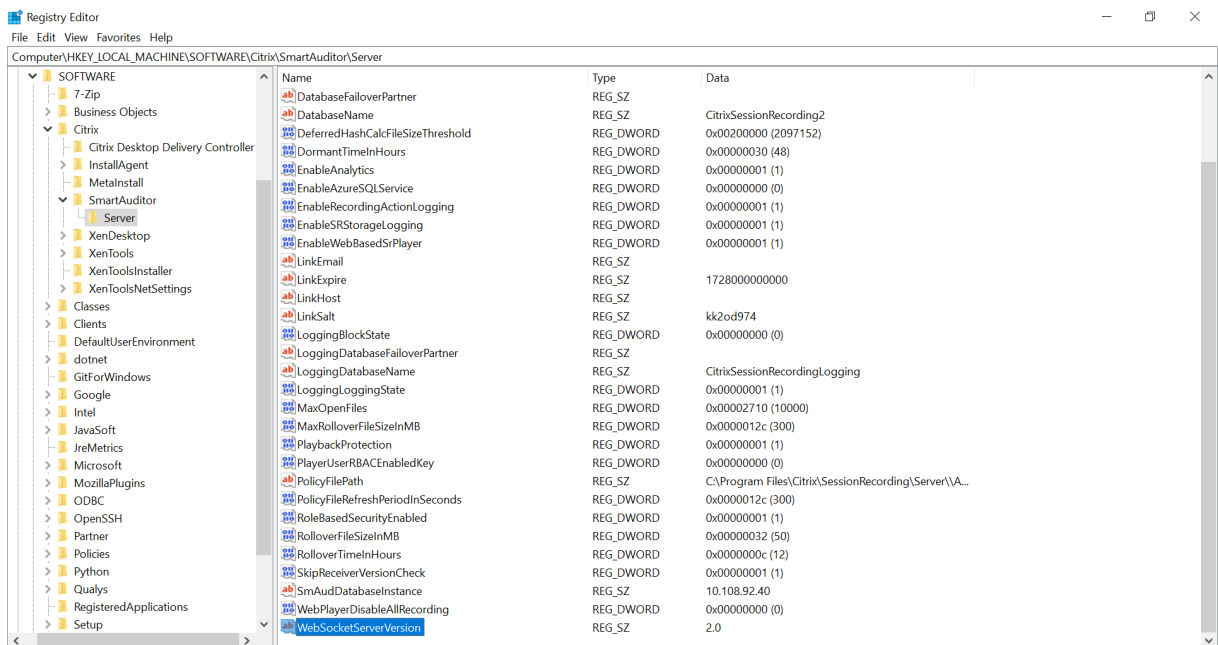 Registry Editor
File Edit View Favorites Help
Computer\HKEY_LOCAL_MACHINE\SOFTWARE\Citrix\SmartAuditor\Server
SOFTWARE
7-Zip
Business Objects
Citrix
Citrix Desktop Delivery Controller
InstallAgent
MetaInstall
SmartAuditor
Server
XenDesktop
XenTools
XenToolsInstaller
XenToolsNetSettings
Classes
Clients
DefaultUserEnvironment
dotnet
GitForWindows
Google
Intel
JavaSoft
JreMetrics
Microsoft
MozillaPlugins
ODBC
OpenSSH
Partner
Policies
Python
Qualys
RegisteredApplications
Setup
Name Type Data
DatabaseFailoverPartner REG_SZ
DatabaseName REG_SZ CitrixSessionRecording2
DeferredHashCalcFileSizeThreshold REG_DWORD 0x00200000 (2097152)
DormantTimeInHours REG_DWORD 0x00000030 (48)
EnableAnalytics REG_DWORD 0x00000001 (1)
EnableAzureSQLService REG_DWORD 0x00000000 (0)
EnableRecordingActionLogging REG_DWORD 0x00000001 (1)
EnableSRStorageLogging REG_DWORD 0x00000001 (1)
EnableWebBasedSrPlayer REG_DWORD 0x00000001 (1)
LinkEmail REG_SZ
LinkExpire REG_SZ 1728000000000
LinkHost REG_SZ
LinkSalt REG_SZ kk2od974
LoggingBlockState REG_DWORD 0x00000000 (0)
LoggingDatabaseFailoverPartner REG_SZ
LoggingDatabaseName REG_SZ CitrixSessionRecordingLogging
LoggingLoggingState REG_DWORD 0x00000001 (1)
MaxOpenFiles REG_DWORD 0x00002710 (10000)
MaxRolloverFileSizeInMB REG_DWORD 0x0000012c (300)
PlaybackProtection REG_DWORD 0x00000001 (1)
PlayerUserRBACEnabledKey REG_DWORD 0x00000000 (0)
PolicyFilePath REG_SZ C:\Program Files\Citrix\SessionRecording\Server\\A...
PolicyFileRefreshPeriodInSeconds REG_DWORD 0x0000012c (300)
RoleBasedSecurityEnabled REG_DWORD 0x00000001 (1)
RolloverFileSizeInMB REG_DWORD 0x00000032 (50)
RolloverTimeInHours REG_DWORD 0x0000000c (12)
SkipReceiverVersionCheck REG_DWORD 0x00000001 (1)
SmAudDatabaseInstance REG_SZ 10.108.92.40
WebPlayerDisableAllRecording REG_DWORD 0x00000000 (0)
WebSocketServerVersion REG_SZ 2.0